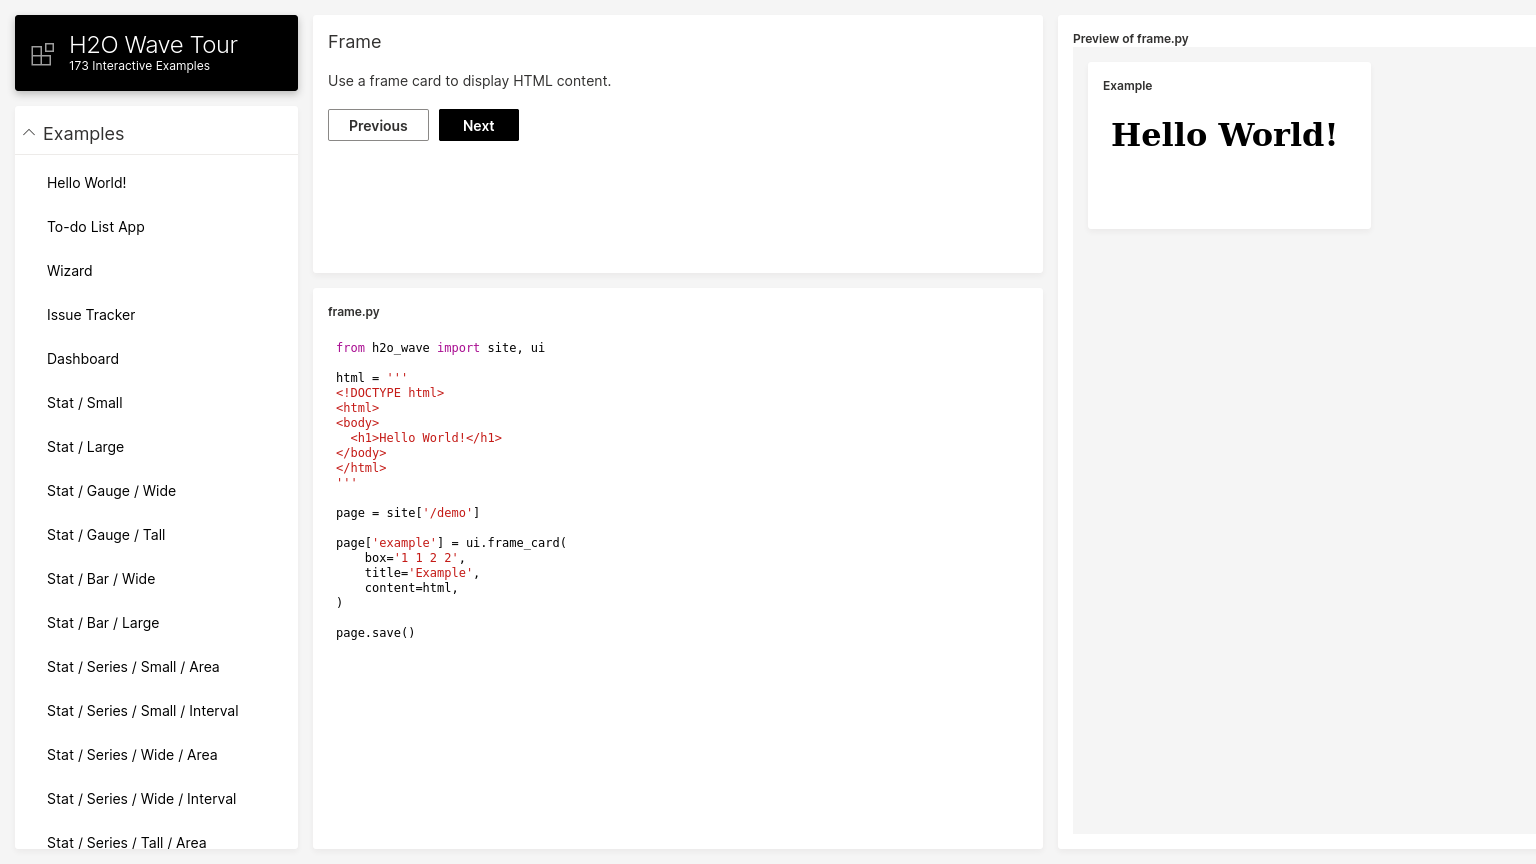 H2O Wave Tour
173 Interactive Examples
Examples
Hello World!
To-do List App
Wizard
Issue Tracker
Dashboard
Stat / Small
Stat / Large
Stat / Gauge / Wide
Stat / Gauge / Tall
Stat / Bar / Wide
Stat / Bar / Large
Stat / Series / Small / Area
Stat / Series / Small / Interval
Stat / Series / Wide / Area
Stat / Series / Wide / Interval
Stat / Series / Tall / Area
Frame
Use a frame card to display HTML content.
Previous
Next
frame.py
from h2o_wave import site, ui
html = '''
<!DOCTYPE html>
<html>
<body>
  <h1>Hello World!</h1>
</body>
</html>
'''
page = site['/demo']
page['example'] = ui.frame_card(
    box='1 1 2 2',
    title='Example',
    content=html,
)
page.save()
Preview of frame.py
Example
Hello World!